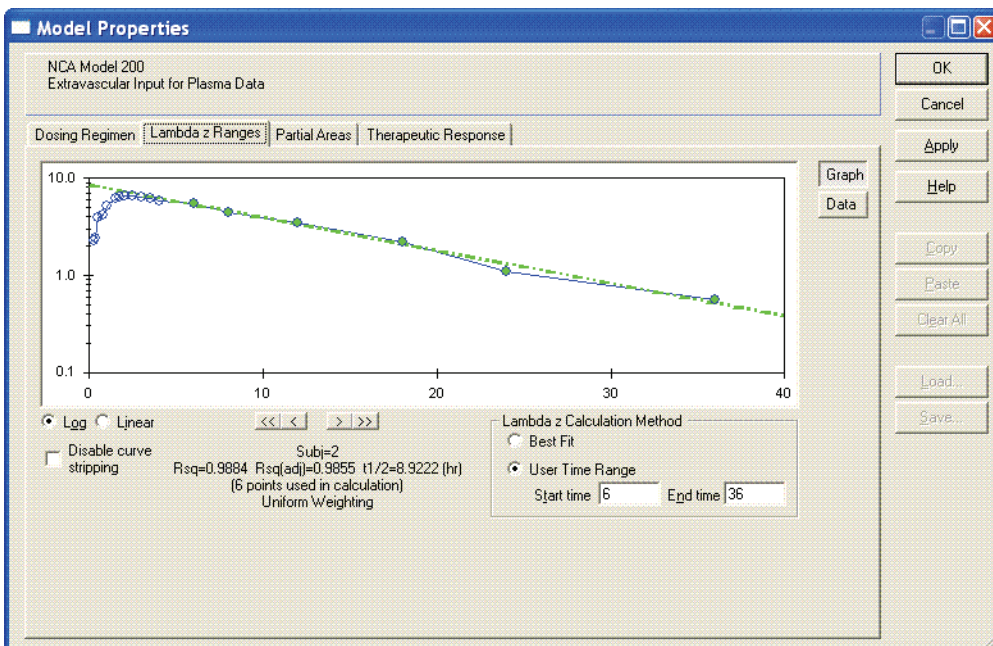 Model Properties
NCA Model 200
Extravascular Input for Plasma Data
OK
Cancel
Apply
Help
Copy
Paste
Clear All
Load...
Save...
Dosing Regimen Lambda z Ranges Partial Areas Therapeutic Response
Graph
Data
10.0
1.0
0.1
0 10 20 30 40
Log Linear << < > >>
Disable curve
stripping
Subj=2
Rsq=0.9884 Rsq(adj)=0.9855 t1/2=8.9222 (hr)
(6 points used in calculation)
Uniform Weighting
Lambda z Calculation Method
Best Fit
User Time Range
Start time 6 End time 36